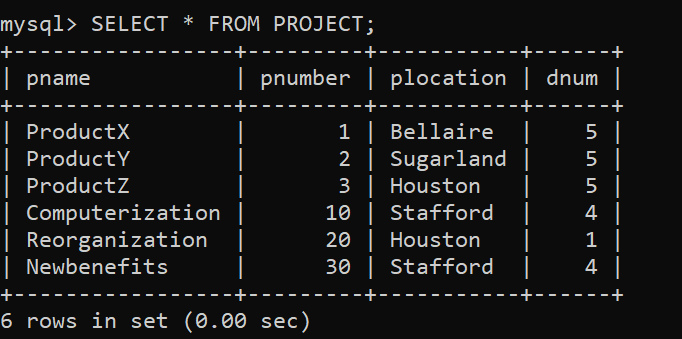 mysql> SELECT * FROM PROJECT;
+-----------------+---------+-----------+------+
| pname           | pnumber | plocation | dnum |
+-----------------+---------+-----------+------+
| ProductX        |       1 | Bellaire  |    5 |
| ProductY        |       2 | Sugarland |    5 |
| ProductZ        |       3 | Houston   |    5 |
| Computerization |      10 | Stafford  |    4 |
| Reorganization  |      20 | Houston   |    1 |
| Newbenefits     |      30 | Stafford  |    4 |
+-----------------+---------+-----------+------+
6 rows in set (0.00 sec)